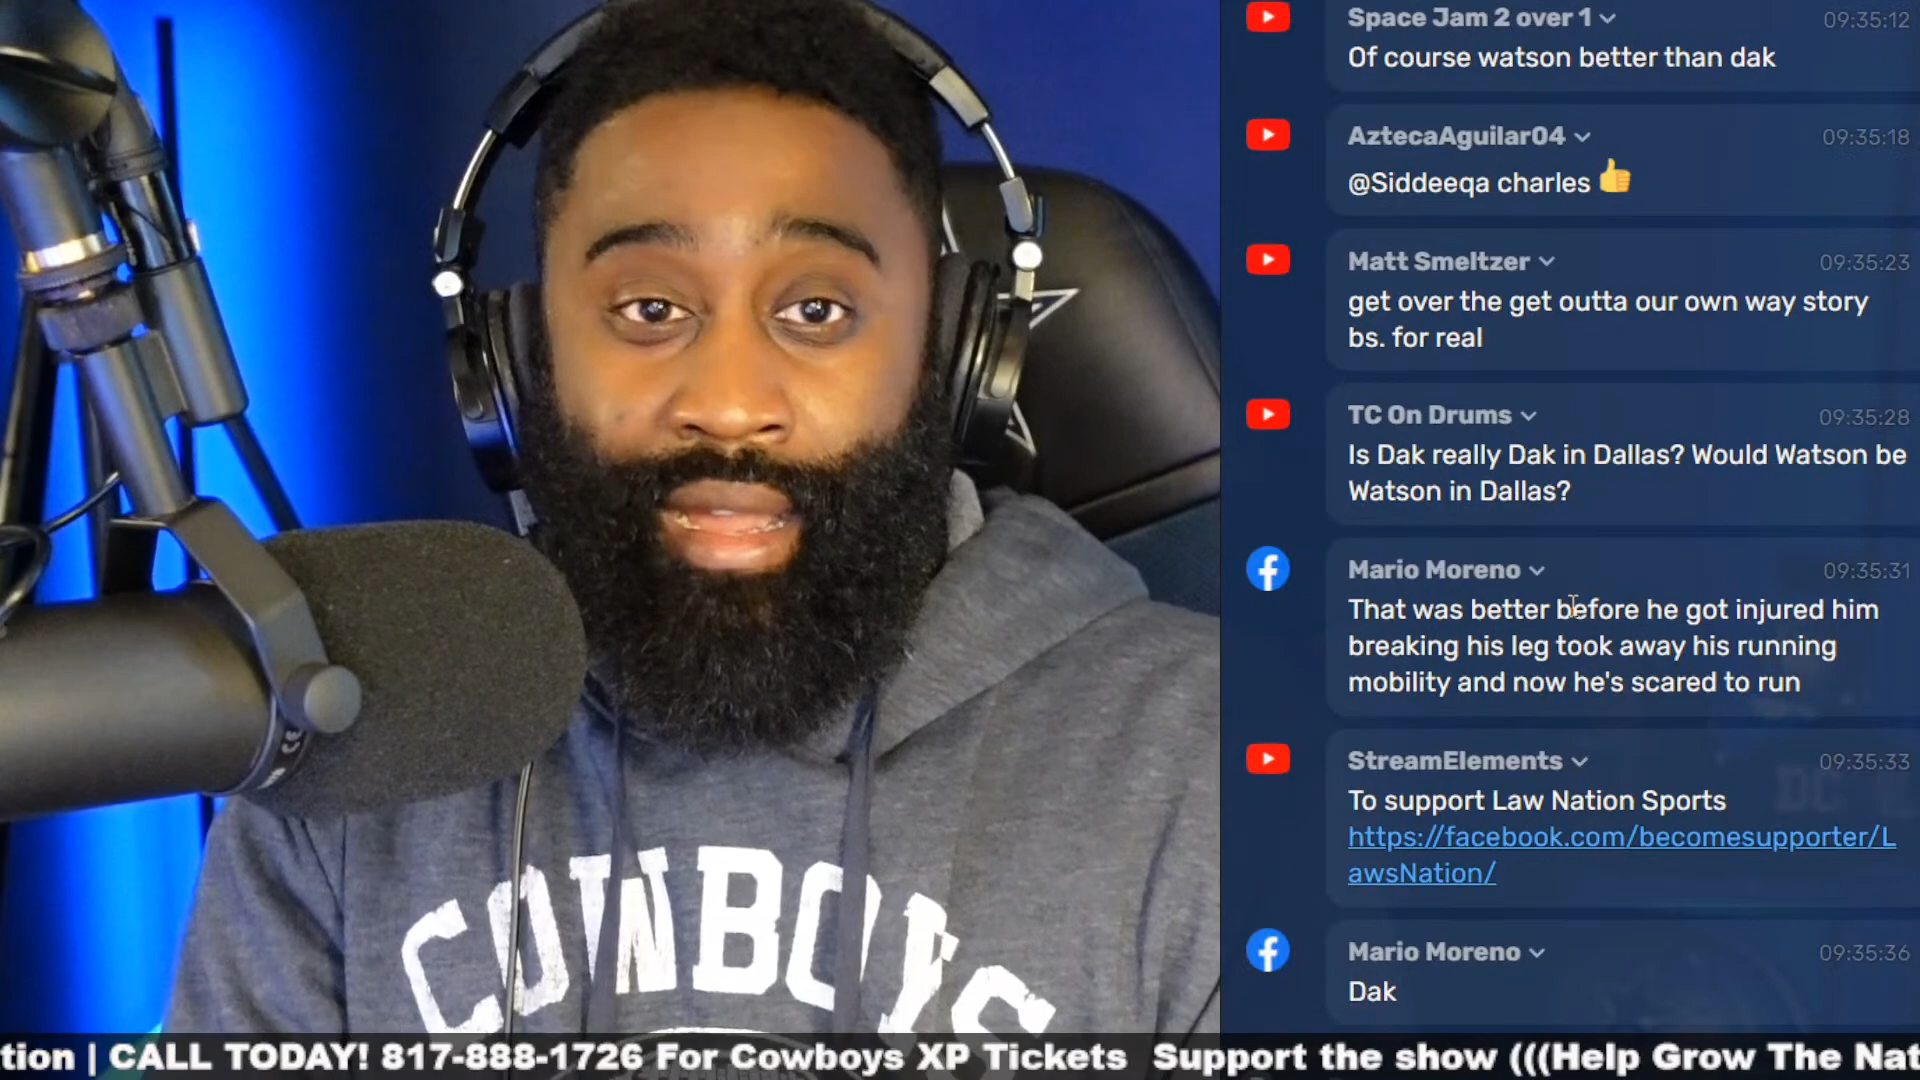 Space Jam 2 over 1 09:35:12
Of course watson better than dak
AztecaAguilar04 09:35:18
@Siddeeqa charles 👍
Matt Smeltzer 09:35:23
get over the get outta our own way story
bs. for real
TC On Drums 09:35:28
Is Dak really Dak in Dallas? Would Watson be
Watson in Dallas?
Mario Moreno 09:35:31
That was better before he got injured him
breaking his leg took away his running
mobility and now he's scared to run
StreamElements 09:35:33
To support Law Nation Sports
https://facebook.com/becomesupporter/L
awsNation/
Mario Moreno 09:35:36
Dak
COWBOYS
tion | CALL TODAY! 817-888-1726 For Cowboys XP Tickets Support the show (((Help Grow The Nat